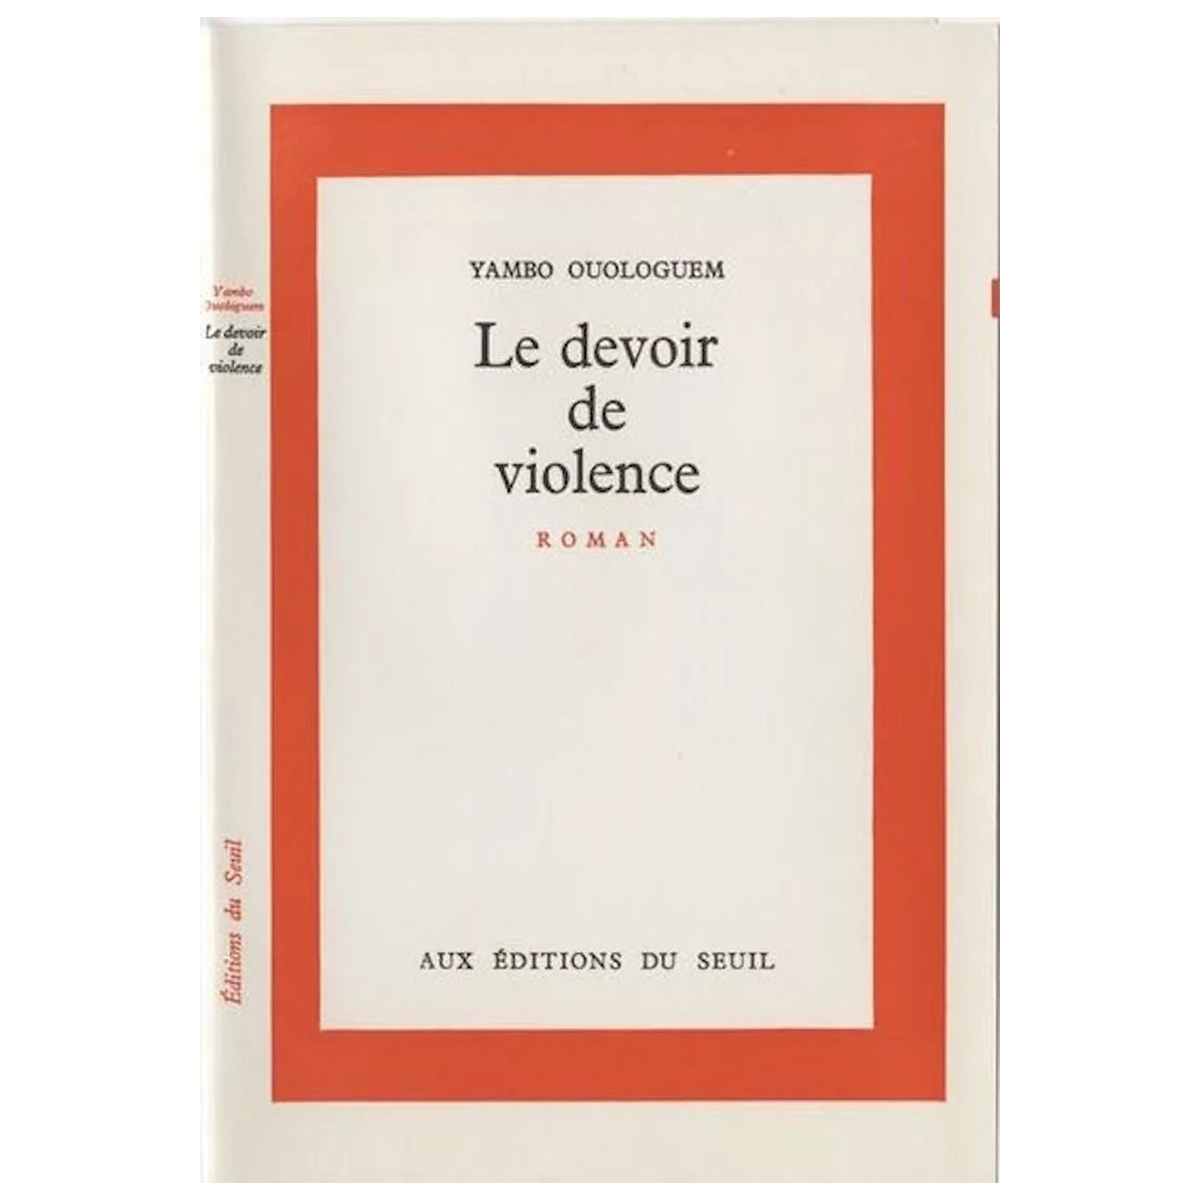 YAMBO OUOLOGUEM
Le devoir
de
violence
ROMAN
AUX ÉDITIONS DU SEUIL
Yambo
Ouologuem
Le devoir
de
violence
Éditions du Seuil